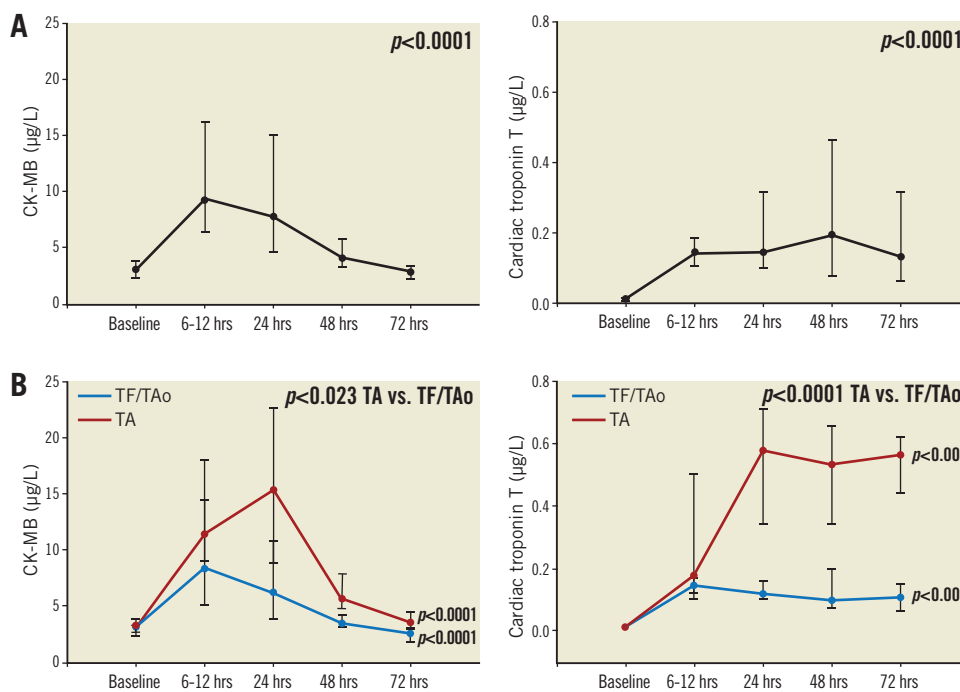 A
p<0.0001
25
20
15
10
5
0
CK-MB (µg/L)
Baseline 6-12 hrs 24 hrs 48 hrs 72 hrs
p<0.0001
0.8
0.6
0.4
0.2
0.0
Cardiac troponin T (µg/L)
Baseline 6-12 hrs 24 hrs 48 hrs 72 hrs
B
TF/TAo
TA
p<0.023 TA vs. TF/TAo
25
20
15
10
5
0
CK-MB (µg/L)
p<0.0001
p<0.0001
Baseline 6-12 hrs 24 hrs 48 hrs 72 hrs
TF/TAo
TA
p<0.0001 TA vs. TF/TAo
0.8
0.6
0.4
0.2
0.0
Cardiac troponin T (µg/L)
p<0.00
p<0.00
Baseline 6-12 hrs 24 hrs 48 hrs 72 hrs